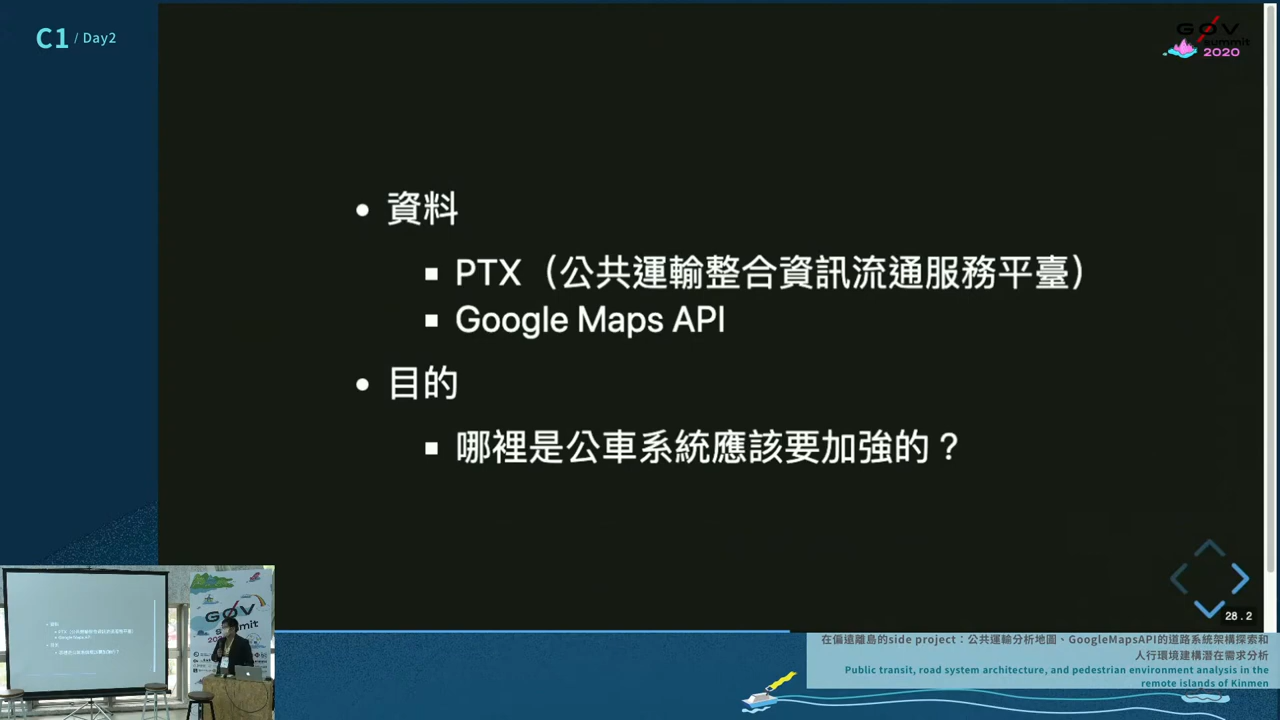 C1 / Day2
GØV
summit
2020
資料
PTX（公共運輸整合資訊流通服務平臺）
Google Maps API
目的
哪裡是公車系統應該要加強的？
28.2
GØV
summit
在偏遠離島的side project：公共運輸分析地圖、GoogleMapsAPI的道路系統架構探索和
人行環境建構潛在需求分析
Public transit, road system architecture, and pedestrian environment analysis in the
remote islands of Kinmen